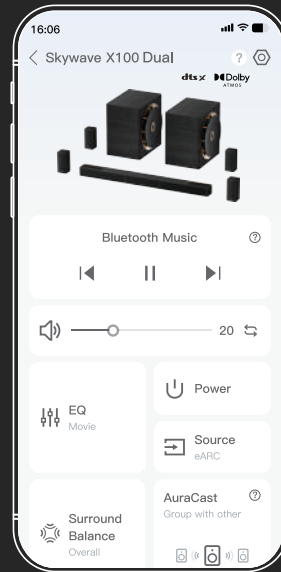 16:06
Skywave X100 Dual
?
dts x Dolby
ATMOS
Bluetooth Music ?
20
EQ
Movie
Power
Source
eARC
Surround
Balance
Overall
AuraCast ?
Group with other